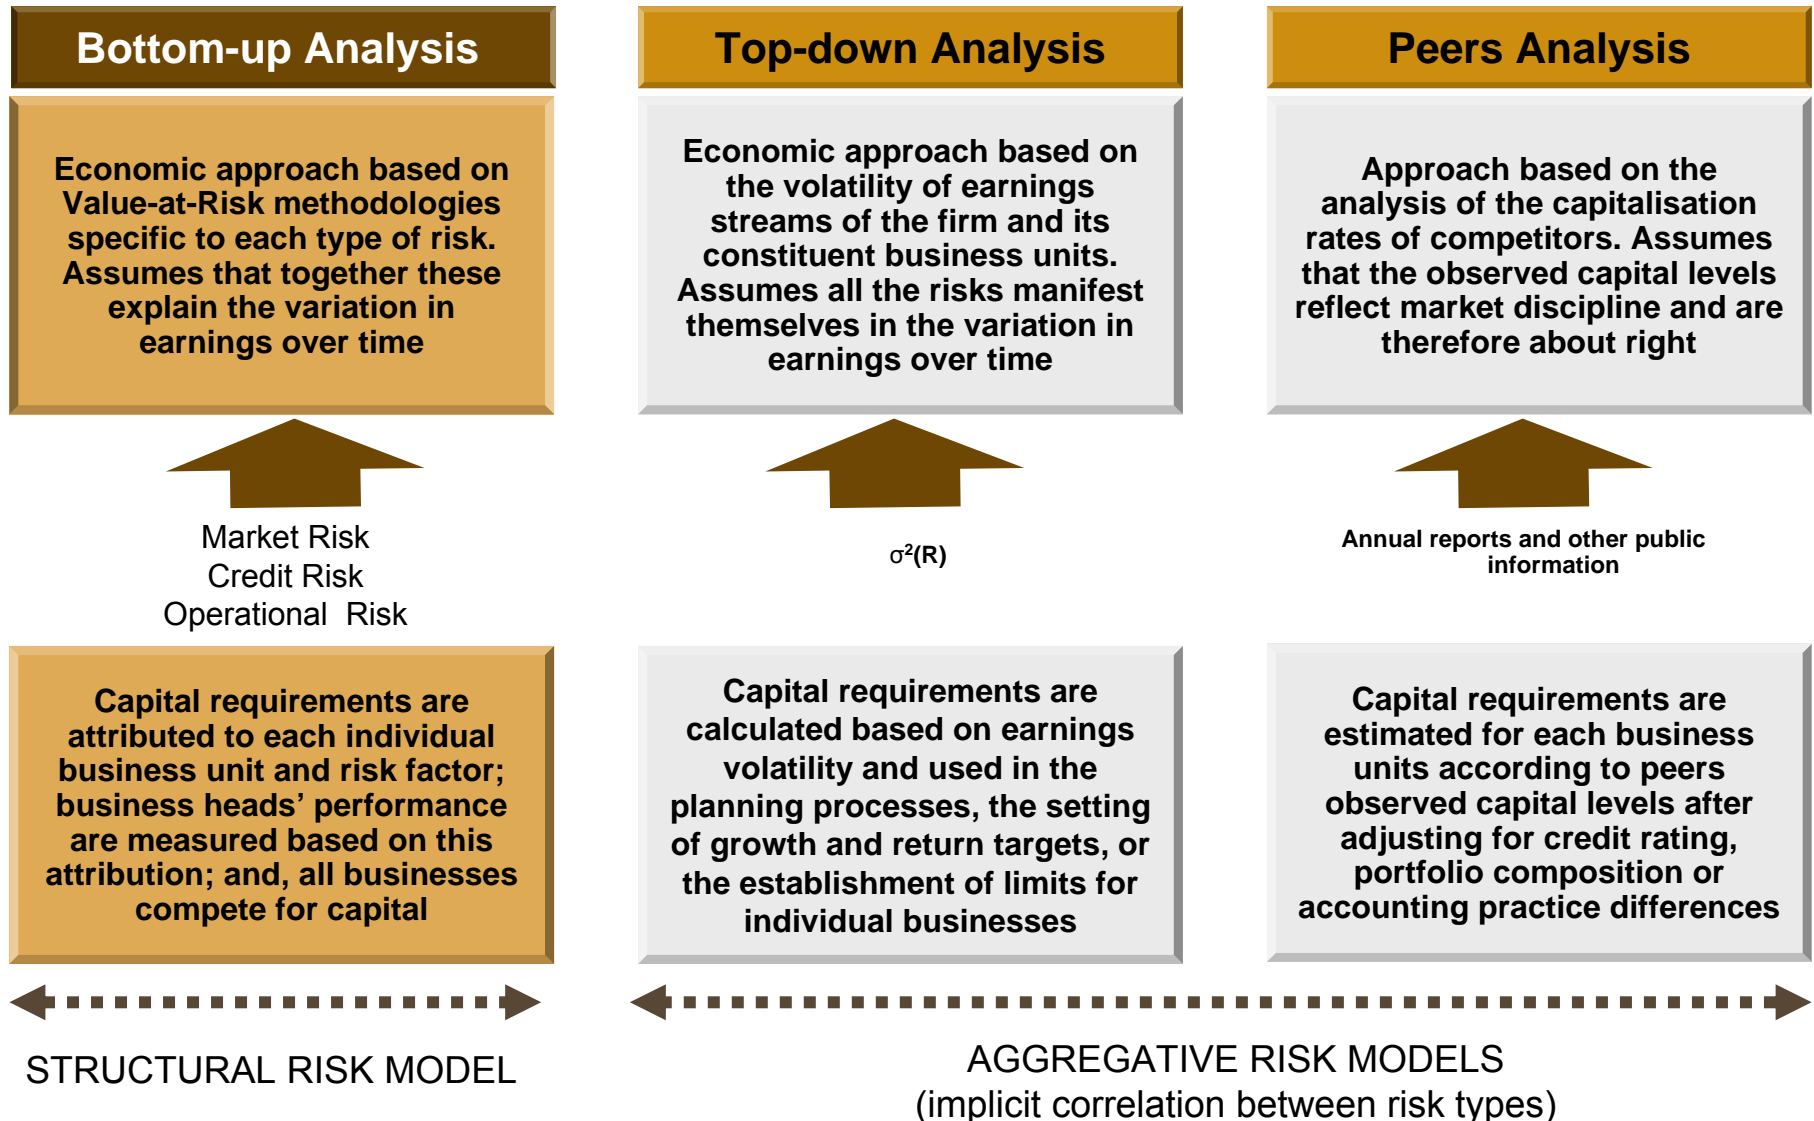 Bottom-up Analysis
Economic approach based on
Value-at-Risk methodologies
specific to each type of risk.
Assumes that together these
explain the variation in
earnings over time
Market Risk
Credit Risk
Operational  Risk
Capital requirements are
attributed to each individual
business unit and risk factor;
business heads’ performance
are measured based on this
attribution; and, all businesses
compete for capital
STRUCTURAL RISK MODEL
Top-down Analysis
Economic approach based on
the volatility of earnings
streams of the firm and its
constituent business units.
Assumes all the risks manifest
themselves in the variation in
earnings over time
σ²(R)
Capital requirements are
calculated based on earnings
volatility and used in the
planning processes, the setting
of growth and return targets, or
the establishment of limits for
individual businesses
Peers Analysis
Approach based on the
analysis of the capitalisation
rates of competitors. Assumes
that the observed capital levels
reflect market discipline and are
therefore about right
Annual reports and other public
information
Capital requirements are
estimated for each business
units according to peers
observed capital levels after
adjusting for credit rating,
portfolio composition or
accounting practice differences
AGGREGATIVE RISK MODELS
(implicit correlation between risk types)